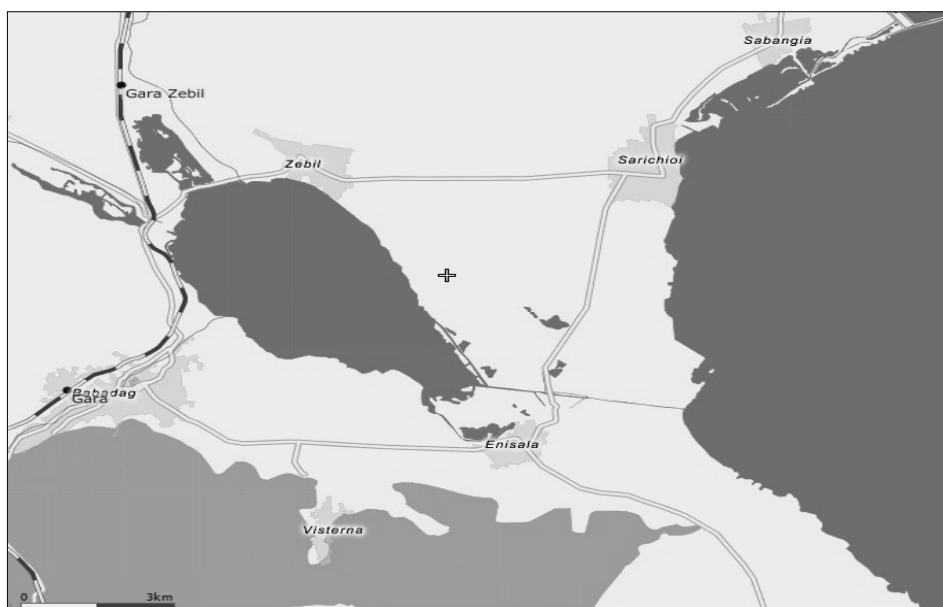 Sabangia
Gara Zebil
Zebil
Sarichioi
Babadag
Gara
Enisala
Visterna
0 3km